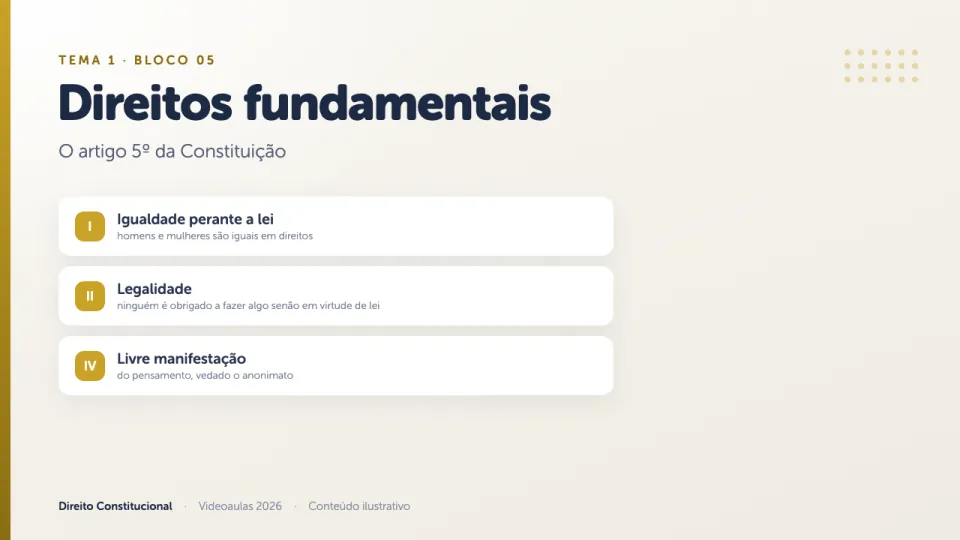 TEMA 1 · BLOCO 05
Direitos fundamentais
O artigo 5º da Constituição
I
Igualdade perante a lei
homens e mulheres são iguais em direitos
II
Legalidade
ninguém é obrigado a fazer algo senão em virtude de lei
IV
Livre manifestação
do pensamento, vedado o anonimato
Direito Constitucional · Videoaulas 2026 · Conteúdo ilustrativo